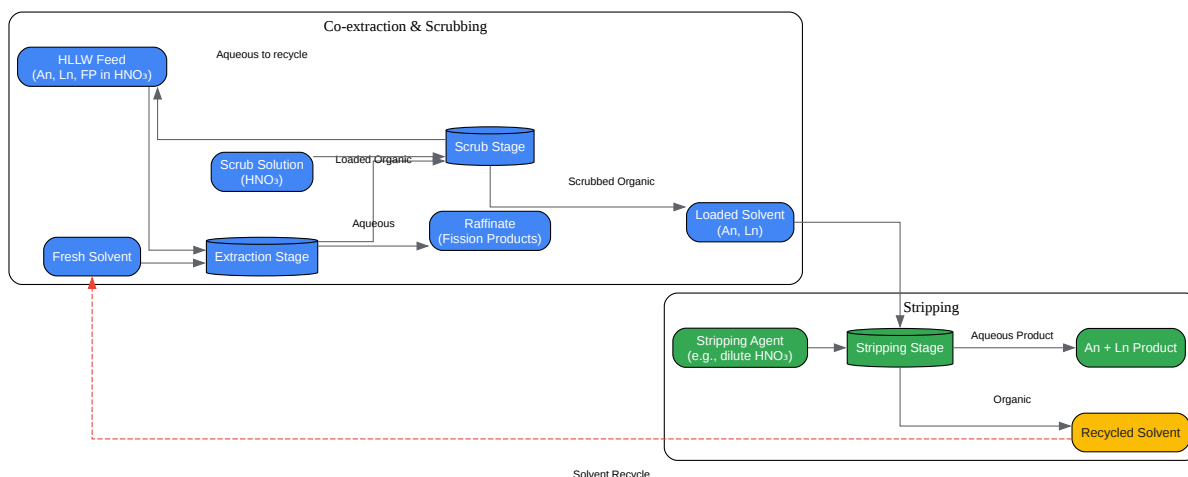 Co-extraction & Scrubbing
Aqueous to recycle
HLLW Feed
(An, Ln, FP in HNO₃)
Scrub Stage
Loaded Organic
Scrub Solution
(HNO₃)
Scrubbed Organic
Loaded Solvent
(An, Ln)
Aqueous
Raffinate
(Fission Products)
Fresh Solvent
Extraction Stage
Stripping
Stripping Agent
(e.g., dilute HNO₃)
Stripping Stage
Aqueous Product
An + Ln Product
Organic
Recycled Solvent
Solvent Recycle